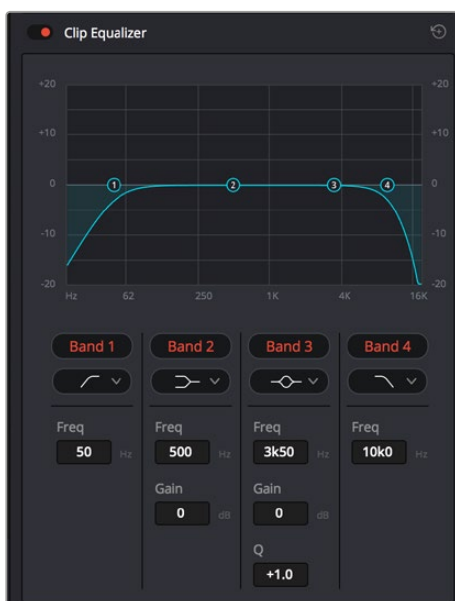 Clip Equalizer
+20 +20
+10 +10
0 1 2 3 4 0
-10 -10
-20 -20
Hz 62 250 1K 4K 16K
Band 1 Band 2 Band 3 Band 4
Freq Freq Freq Freq
50 Hz 500 Hz 3k50 Hz 10k0 Hz
Gain Gain
0 dB 0 dB
Q
+1.0